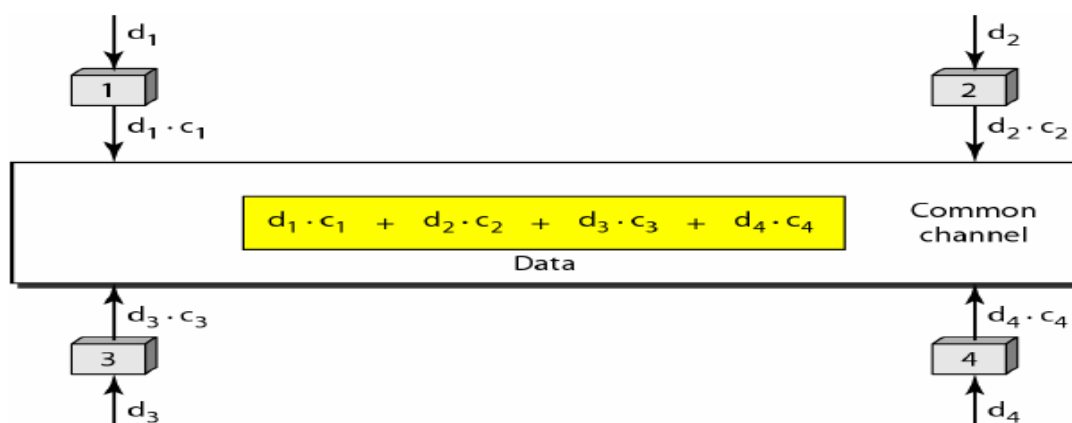 d₁ d₂
1 2
d₁ · c₁ d₂ · c₂
d₁ · c₁ + d₂ · c₂ + d₃ · c₃ + d₄ · c₄
Common
channel
Data
d₃ · c₃ d₄ · c₄
3 4
d₃ d₄